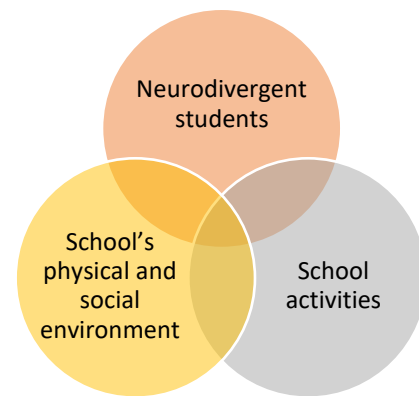 Neurodivergent
students
School’s
physical and
social
environment
School
activities